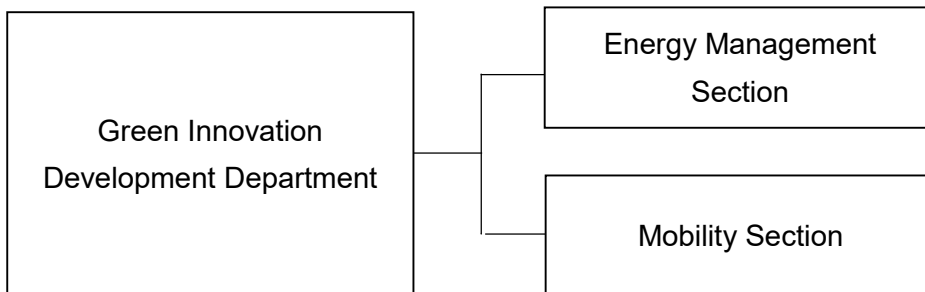 Green Innovation
Development Department
Energy Management
Section
Mobility Section